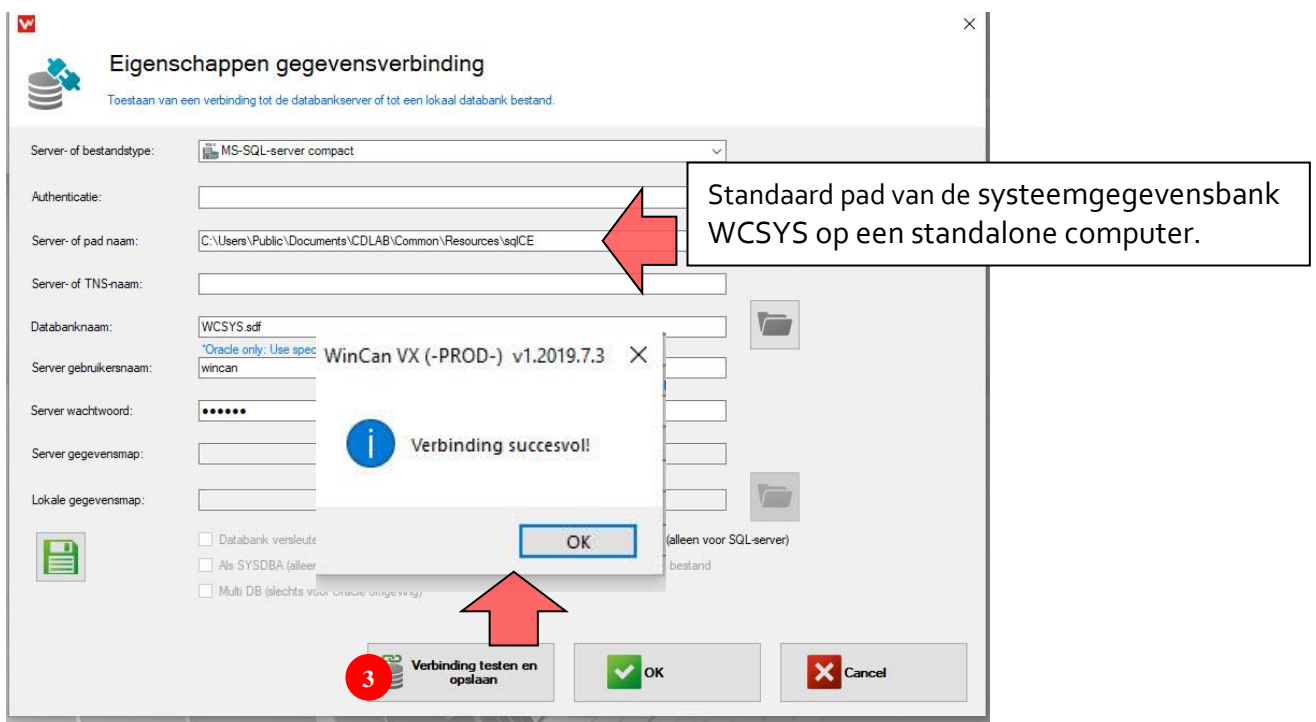 Eigenschappen gegevensverbinding
Toestaan van een verbinding tot de databankserver of tot een lokaal databank bestand.
Server- of bestandstype:
MS-SQL-server compact
Authenticatie:
Server- of pad naam:
C:\Users\Public\Documents\CDLAB\Common\Resources\sqlCE
Standaard pad van de systeemgegevensbank
WCSYS op een standalone computer.
Server- of TNS-naam:
Databanknaam:
WCSYS.sdf
*Oracle only: Use spec
Server gebruikersnaam:
wincan
Server wachtwoord:
••••••
Server gegevensmap:
Lokale gegevensmap:
WinCan VX (-PROD-) v1.2019.7.3
Verbinding succesvol!
OK
Databank versleute
(alleen voor SQL-server)
Als SYSDBA (alleen
bestand
Multi DB (slechts voor Oracle omgeving)
3
Verbinding testen en
opslaan
OK
Cancel